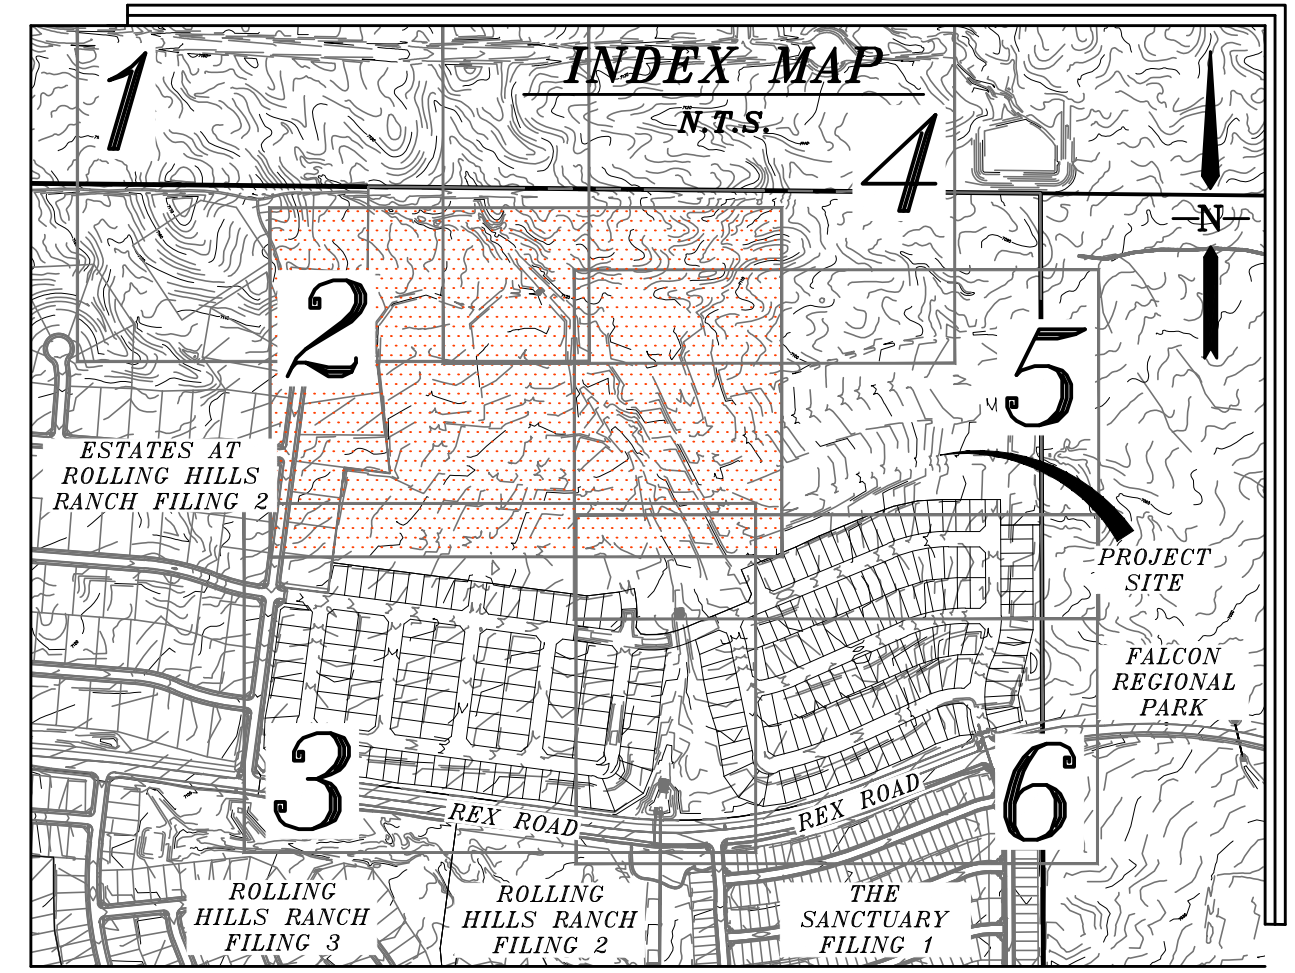 INDEX MAP
N.T.S.
1
4
N
2
5
ESTATES AT
ROLLING HILLS
RANCH FILING 2
PROJECT
SITE
FALCON
REGIONAL
PARK
3
6
REX ROAD
REX ROAD
ROLLING
HILLS RANCH
FILING 3
ROLLING
HILLS RANCH
FILING 2
THE
SANCTUARY
FILING 1